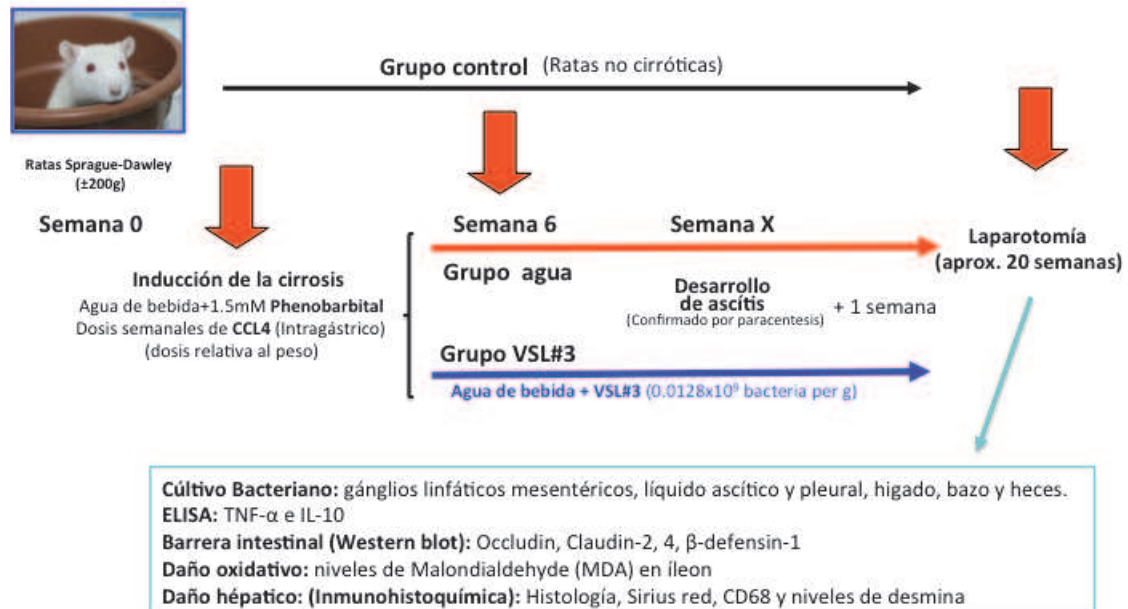 Grupo control (Ratas no cirróticas)
Ratas Sprague-Dawley
(±200g)
Semana 0
Inducción de la cirrosis
Agua de bebida+1.5mM Phenobarbital
Dosis semanales de CCL4 (Intragástrico)
(dosis relativa al peso)
Semana 6
Semana X
Grupo agua
Desarrollo
de ascítis
(Confirmado por paracentesis)
+ 1 semana
Grupo VSL#3
Agua de bebida + VSL#3 (0.0128x10⁹ bacteria per g)
Laparotomía
(aprox. 20 semanas)
Cúltivo Bacteriano: gánglios linfáticos mesentéricos, líquido ascítico y pleural, higado, bazo y heces.
ELISA: TNF-α e IL-10
Barrera intestinal (Western blot): Occludin, Claudin-2, 4, β-defensin-1
Daño oxidativo: niveles de Malondialdehyde (MDA) en íleon
Daño hépatico: (Inmunohistoquímica): Histología, Sirius red, CD68 y niveles de desmina